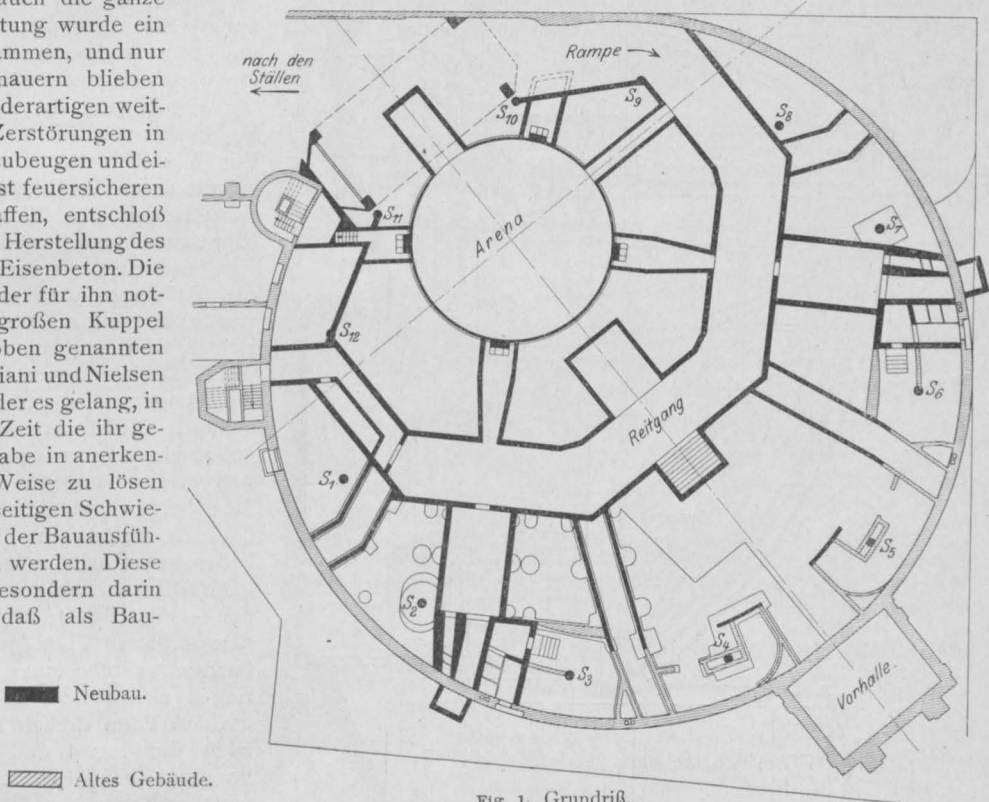 auch die ganze
tung wurde ein
mmen, und nur
nauern blieben
derartigen weit-
Zerstörungen in
ubeugen und ei-
st feuersicheren
affen, entschloß
Herstellung des
Eisenbeton. Die
der für ihn not-
großen Kuppel
oben genannten
iani und Nielsen
ler es gelang, in
Zeit die ihr ge-
abe in anerken-
Weise zu lösen
seitigen Schwie-
der Bauausfüh-
werden. Diese
esondern darin
daß als Bau-
Neubau.
Altes Gebäude.
nach den
Ställen
Rampe
S10
S9
S8
S11
Arena
S7
S12
S6
Reitgang
S1
S5
S2
S4
S3
Vorhalle.
Fig. 1. Grundriß.